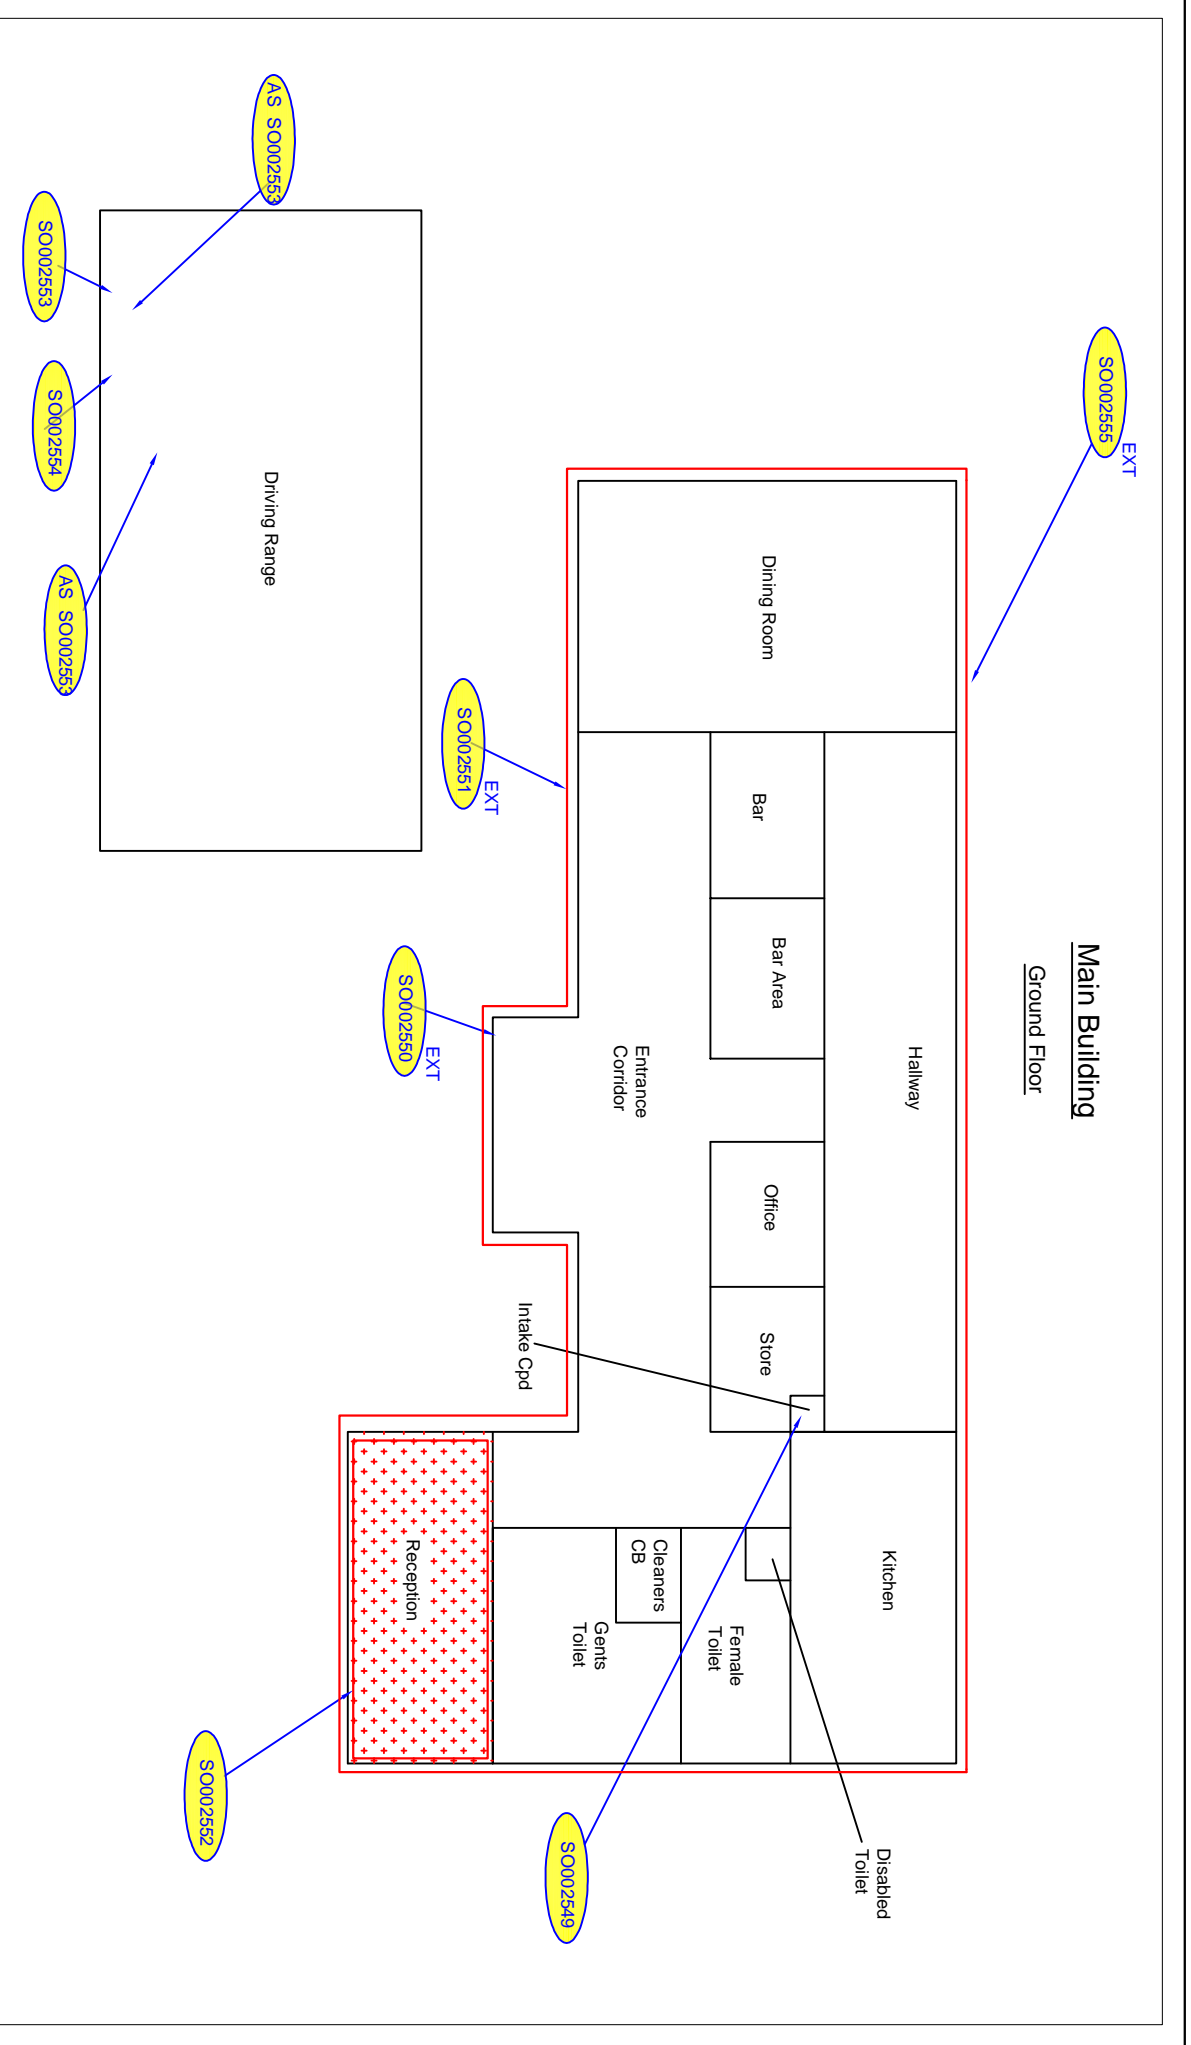 Main Building
Ground Floor
SO002555
EXT
Hallway
Kitchen
Disabled
Toilet
Dining Room
Bar
Bar Area
Office
Store
Female
Toilet
Cleaners
CB
Gents
Toilet
Entrance
Corridor
Intake Cpd
SO002549
SO002551
EXT
SO002550
EXT
Reception
SO002552
AS SO002553
Driving Range
SO002553
SO002554
AS SO002553